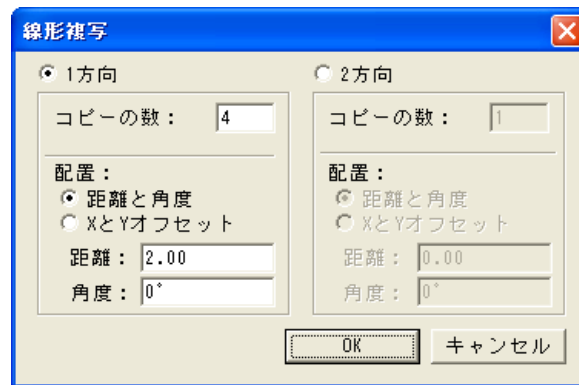 線形複写
1方向
コピーの数：
4
配置：
距離と角度
XとYオフセット
距離：
2.00
角度：
0°
2方向
コピーの数：
1
配置：
距離と角度
XとYオフセット
距離：
0.00
角度：
0°
OK
キャンセル